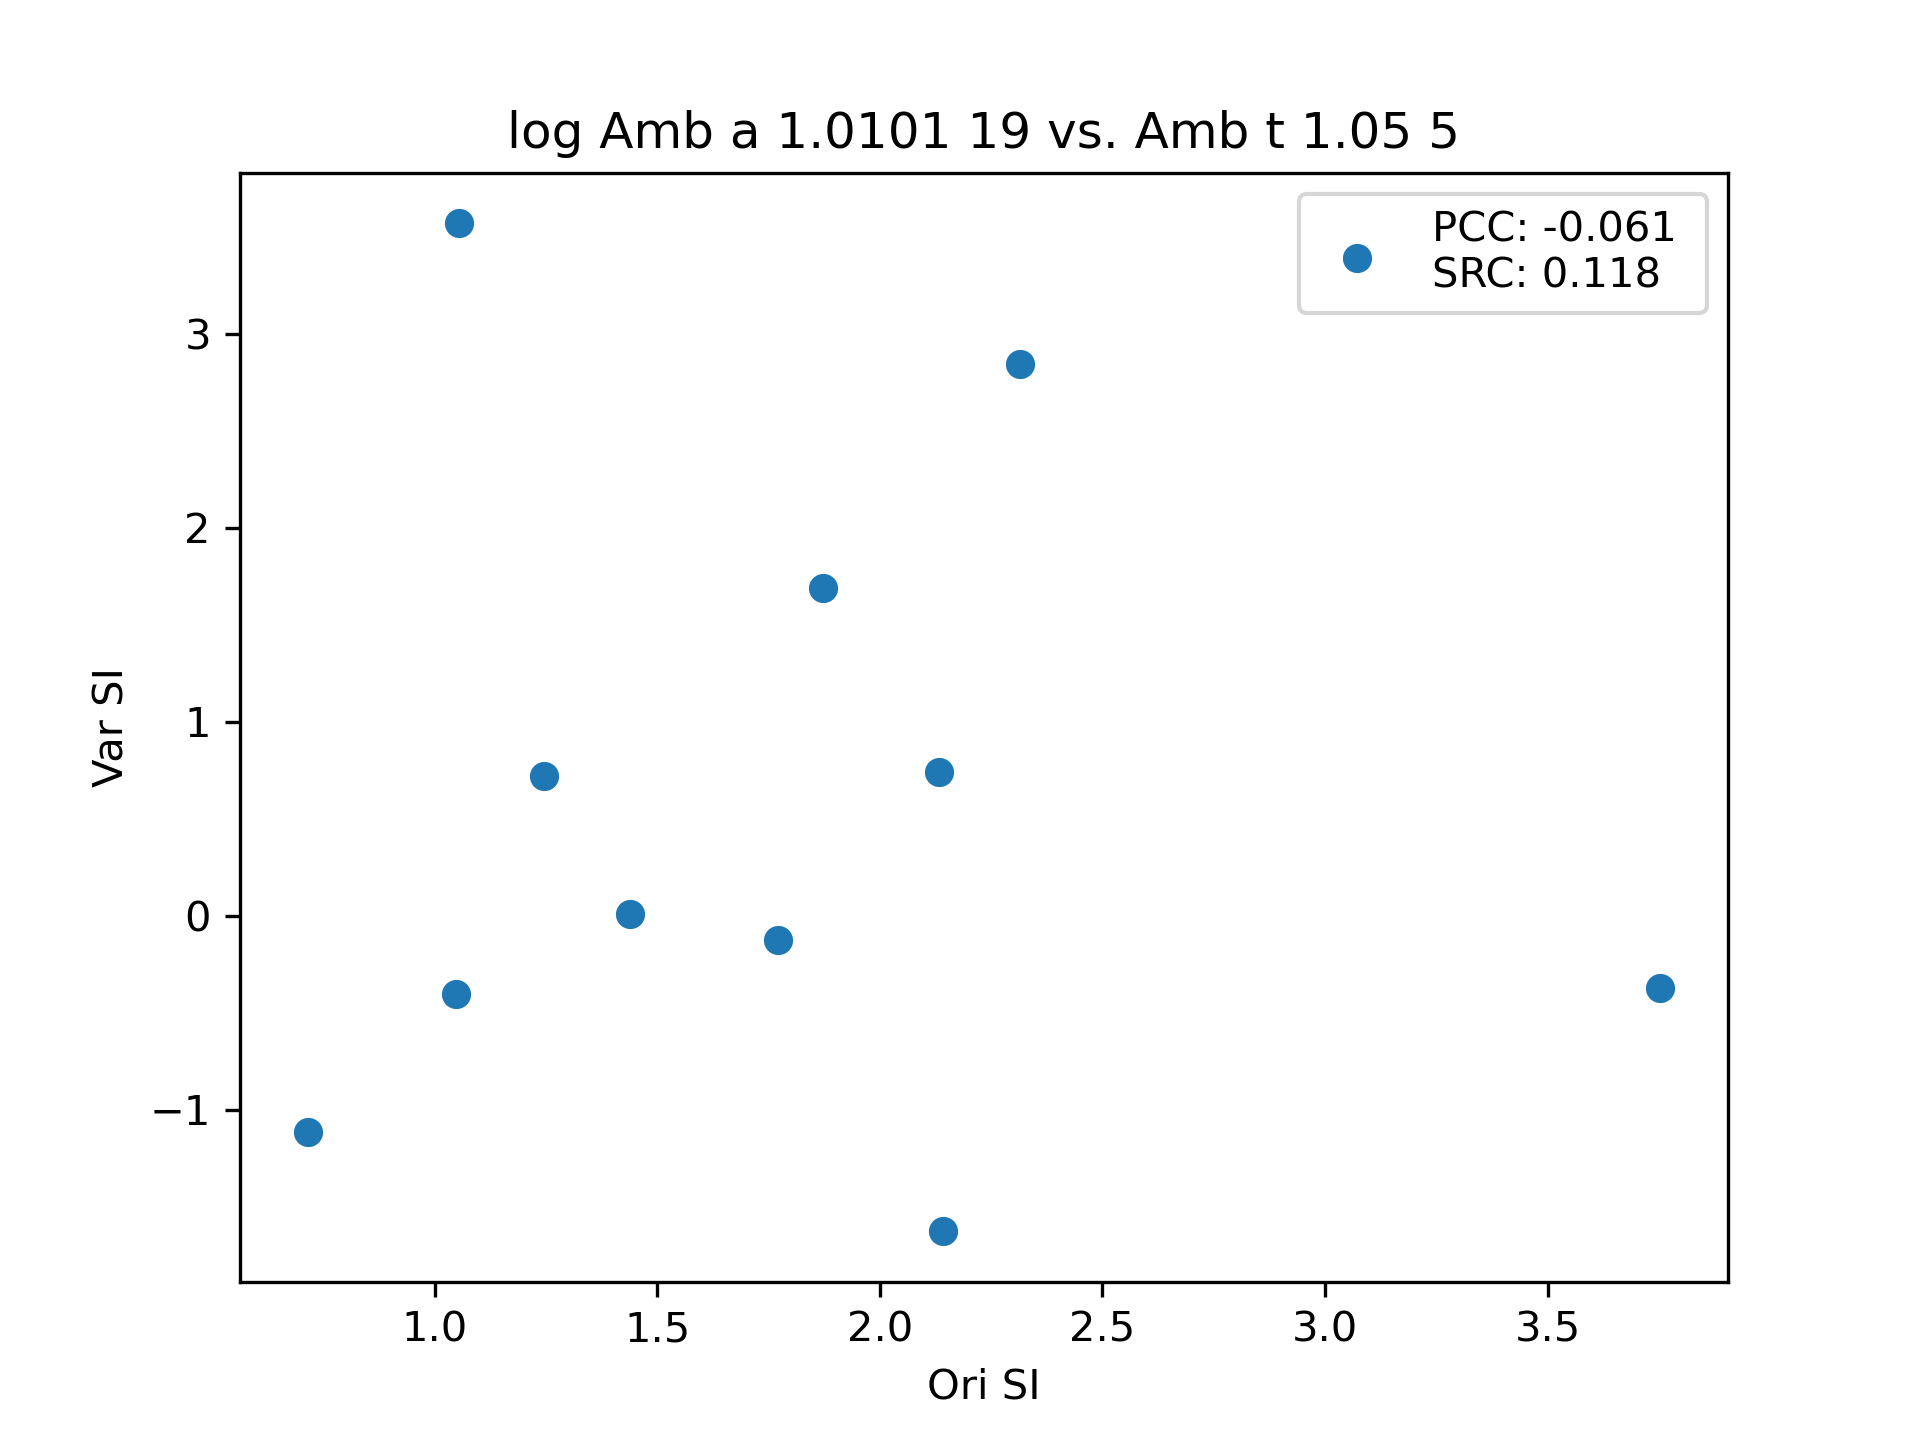 log Amb a 1.0101 19 vs. Amb t 1.05 5
PCC: -0.061
SRC: 0.118
3
2
1
0
−1
Var SI
1.0 1.5 2.0 2.5 3.0 3.5
Ori SI